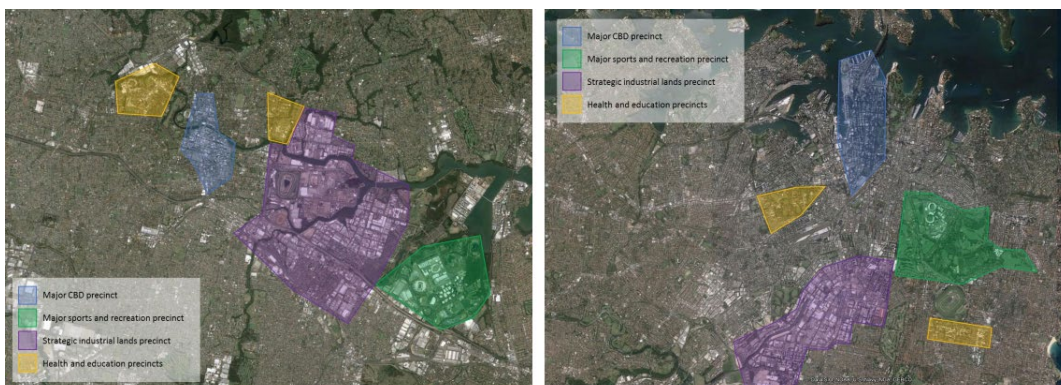 Major CBD precinct
Major sports and recreation precinct
Strategic industrial lands precinct
Health and education precincts
Major CBD precinct
Major sports and recreation precinct
Strategic industrial lands precinct
Health and education precincts